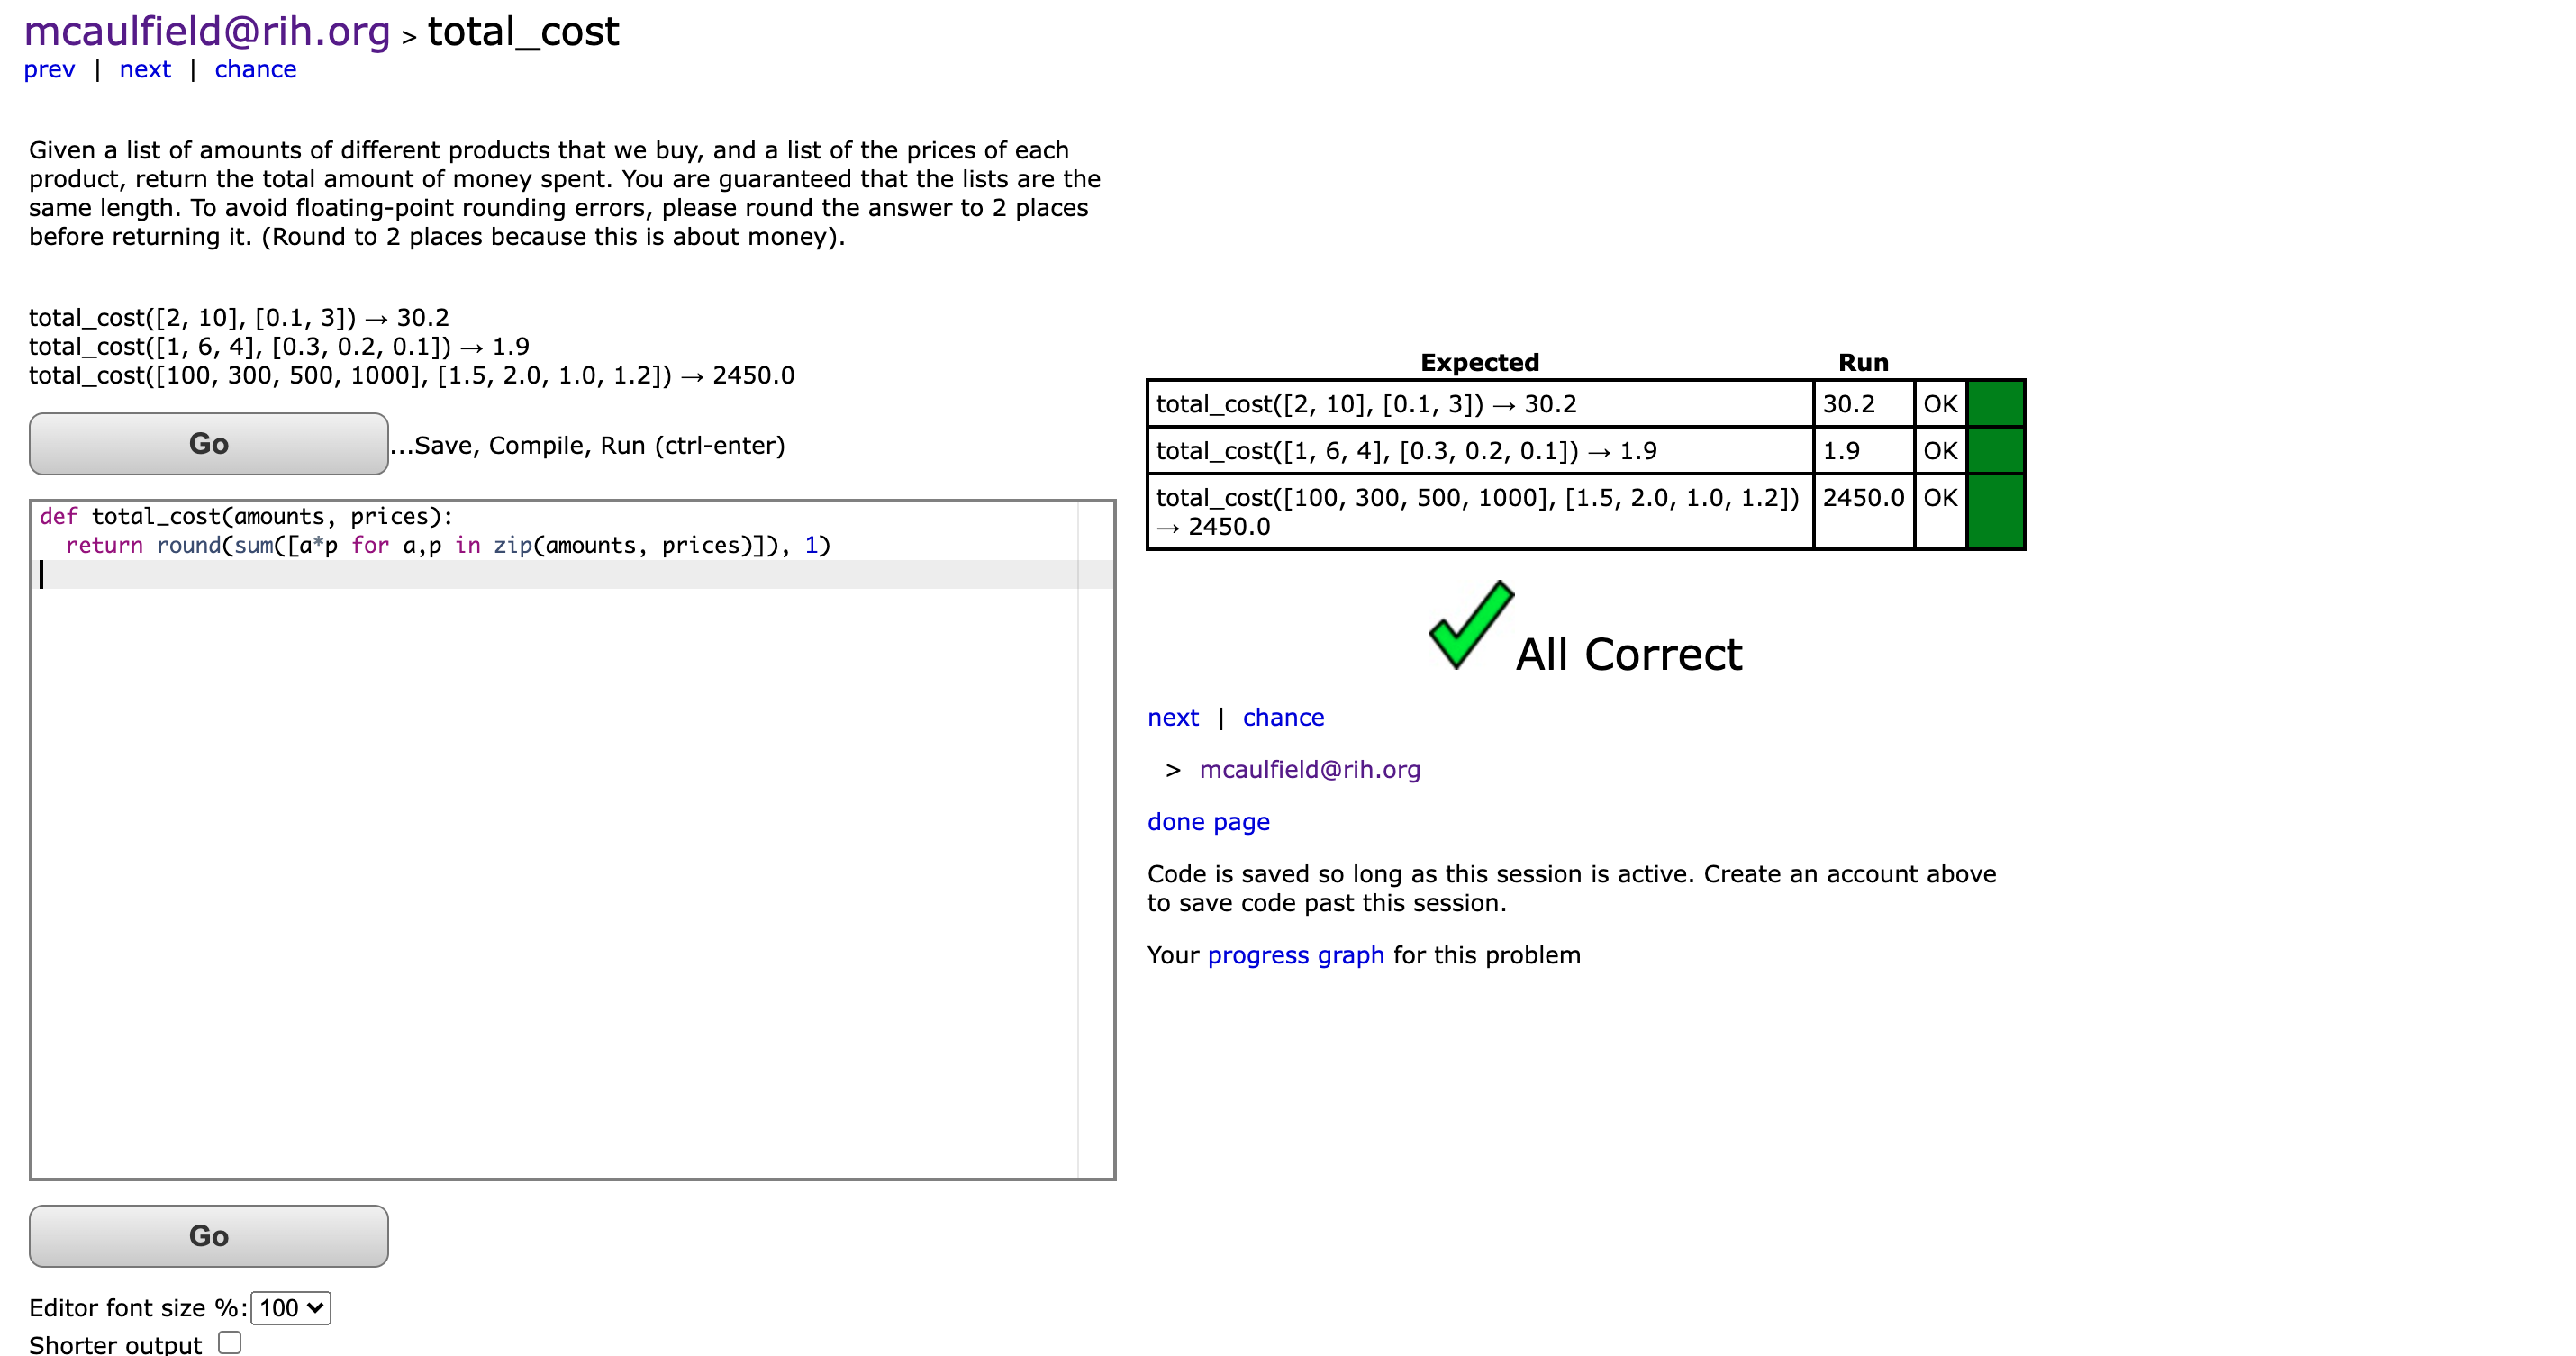 mcaulfield@rih.org > total_cost
prev | next | chance
Given a list of amounts of different products that we buy, and a list of the prices of each
product, return the total amount of money spent. You are guaranteed that the lists are the
same length. To avoid floating-point rounding errors, please round the answer to 2 places
before returning it. (Round to 2 places because this is about money).
total_cost([2, 10], [0.1, 3]) → 30.2
total_cost([1, 6, 4], [0.3, 0.2, 0.1]) → 1.9
total_cost([100, 300, 500, 1000], [1.5, 2.0, 1.0, 1.2]) → 2450.0
Go ...Save, Compile, Run (ctrl-enter)
def total_cost(amounts, prices):
  return round(sum([a*p for a,p in zip(amounts, prices)]), 1)
Go
Editor font size %: 100
Shorter output
Expected Run
total_cost([2, 10], [0.1, 3]) → 30.2 30.2 OK
total_cost([1, 6, 4], [0.3, 0.2, 0.1]) → 1.9 1.9 OK
total_cost([100, 300, 500, 1000], [1.5, 2.0, 1.0, 1.2]) 2450.0 OK
→ 2450.0
All Correct
next | chance
> mcaulfield@rih.org
done page
Code is saved so long as this session is active. Create an account above
to save code past this session.
Your progress graph for this problem